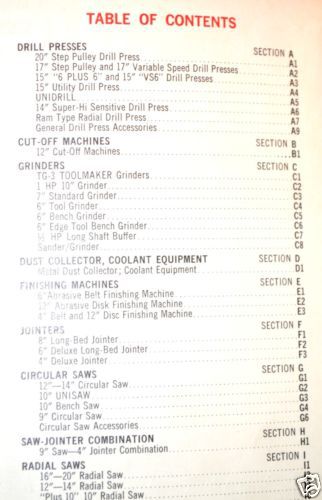 TABLE OF CONTENTS
DRILL PRESSES SECTION A
20" Step Pulley Drill Press A1
17" Step Pulley and 17" Variable Speed Drill Presses A2
15" "6 PLUS 6" and 15" "VS6" Drill Presses A3
15" Utility Drill Press A4
UNIDRILL A5
14" Super-Hi Sensitive Drill Press A6
Ram Type Radial Drill Press A7
General Drill Press Accessories A9
CUT-OFF MACHINES SECTION B
12" Cut-Off Machines B1
GRINDERS SECTION C
TG-3 TOOLMAKER Grinders C1
1 HP 10" Grinder C2
7" Standard Grinder C3
6" Tool Grinder C4
6" Bench Grinder C5
6" Edge Tool Bench Grinder C6
½ HP Long Shaft Buffer C7
Sander/Grinder C8
DUST COLLECTOR, COOLANT EQUIPMENT SECTION D
Metal Dust Collector; Coolant Equipment D1
FINISHING MACHINES SECTION E
6" Abrasive Belt Finishing Machine E1
12" Abrasive Disk Finishing Machine E2
4" Belt and 12" Disc Finishing Machine E3
JOINTERS SECTION F
8" Long-Bed Jointer F1
6" Deluxe Long-Bed Jointer F2
4" Deluxe Jointer F3
CIRCULAR SAWS SECTION G
12"—14" Circular Saw G1
10" UNISAW G3
10" Bench Saw G4
9" Circular Saw G5
Circular Saw Accessories G6
SAW-JOINTER COMBINATION SECTION H
9" Saw—4" Jointer Combination H1
RADIAL SAWS SECTION I
16"—20" Radial Saw I1
12"—14" Radial Saw
"Plus 10" 10" Radial Saw